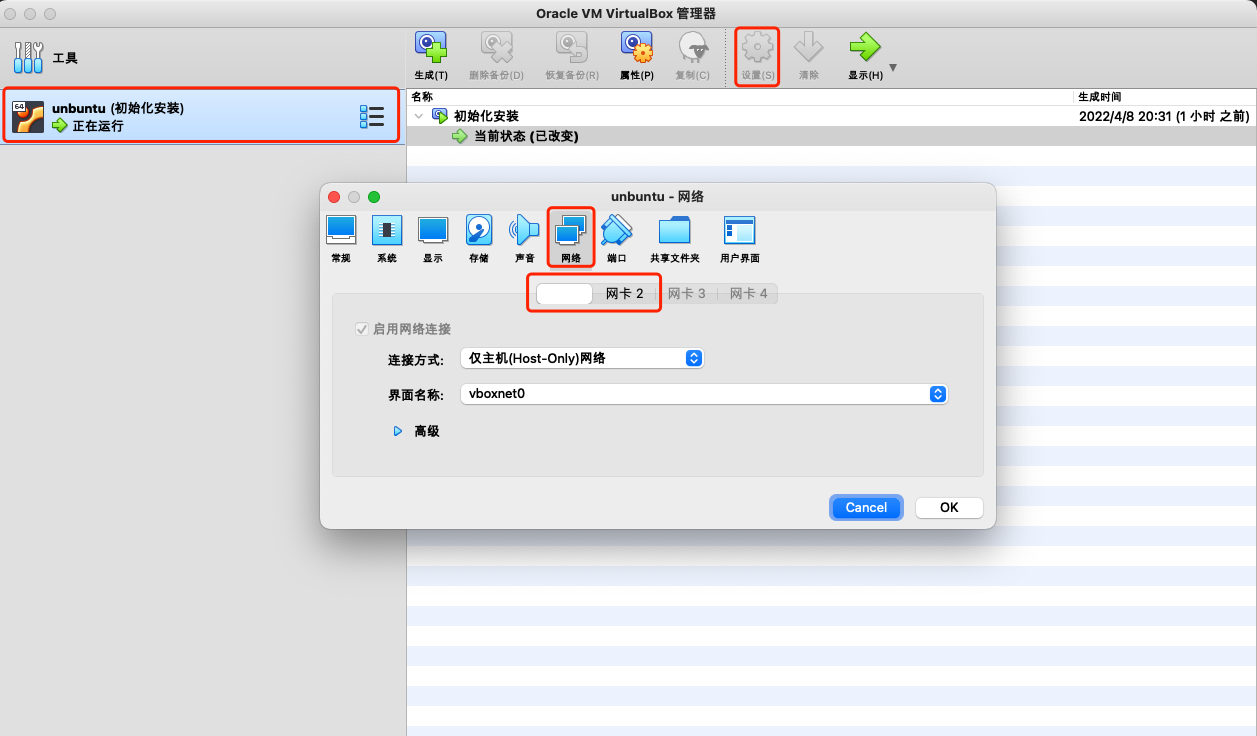 Oracle VM VirtualBox 管理器
工具
生成(T)
删除备份(D)
恢复备份(R)
属性(P)
复制(C)
设置(S)
清除
显示(H)
64
unbuntu (初始化安装)
正在运行
名称
生成时间
初始化安装
2022/4/8 20:31 (1 小时 之前)
当前状态 (已改变)
unbuntu - 网络
常规
系统
显示
存储
声音
网络
端口
共享文件夹
用户界面
网卡 2
网卡 3
网卡 4
启用网络连接
连接方式:
仅主机(Host-Only)网络
界面名称:
vboxnet0
高级
Cancel
OK